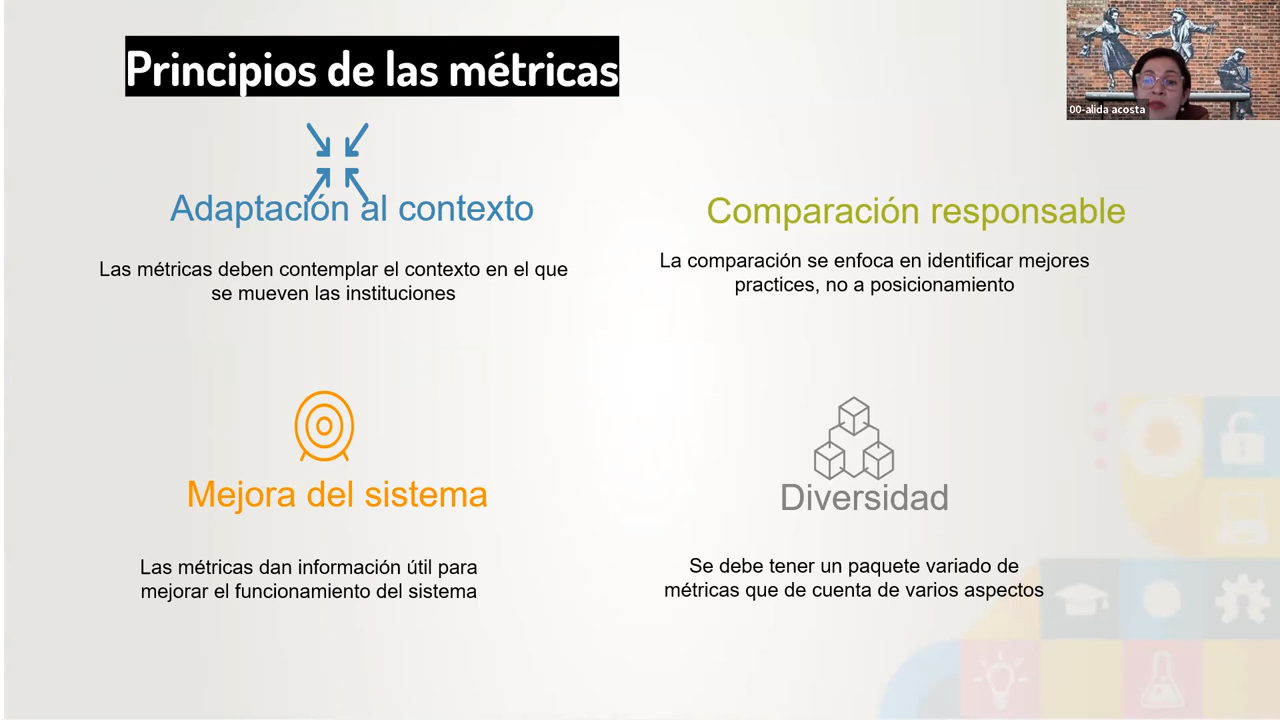 Principios de las métricas
00-alida acosta
Adaptación al contexto
Las métricas deben contemplar el contexto en el que
se mueven las instituciones
Comparación responsable
La comparación se enfoca en identificar mejores
practices, no a posicionamiento
Mejora del sistema
Las métricas dan información útil para
mejorar el funcionamiento del sistema
Diversidad
Se debe tener un paquete variado de
métricas que de cuenta de varios aspectos